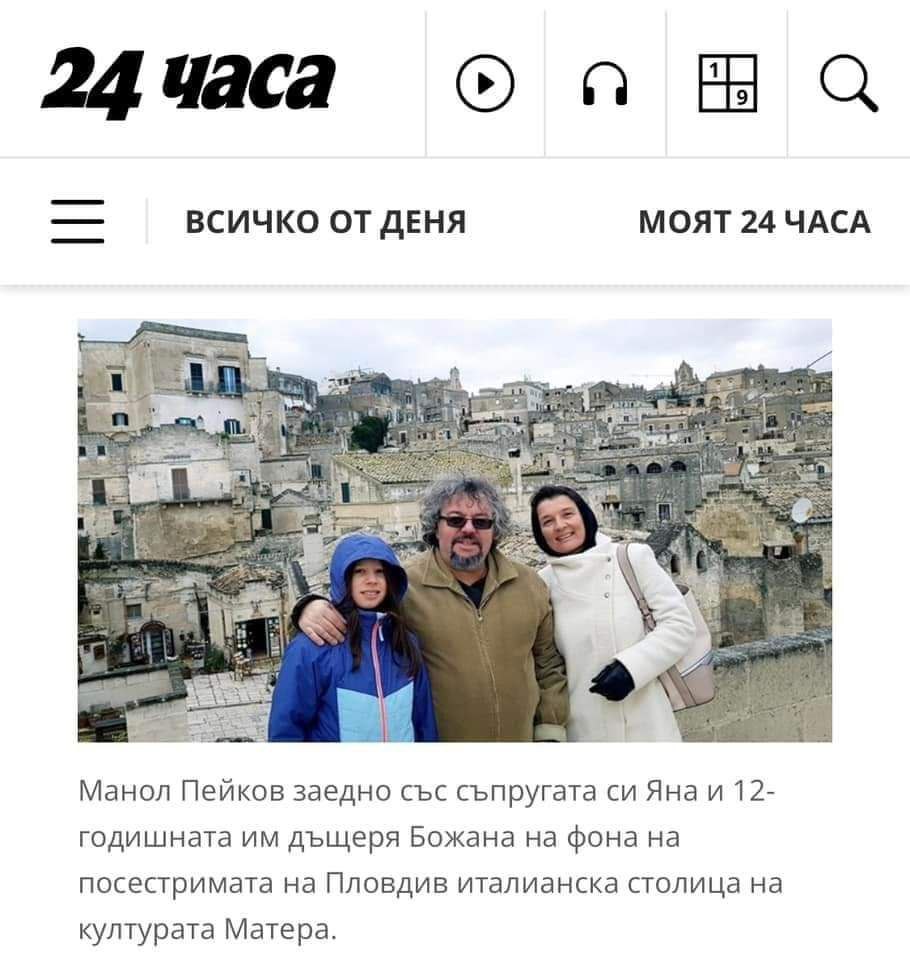 24 часа
1
9
ВСИЧКО ОТ ДЕНЯ
МОЯТ 24 ЧАСА
Манол Пейков заедно със съпругата си Яна и 12-
годишната им дъщеря Божана на фона на
посестримата на Пловдив италианска столица на
културата Матера.